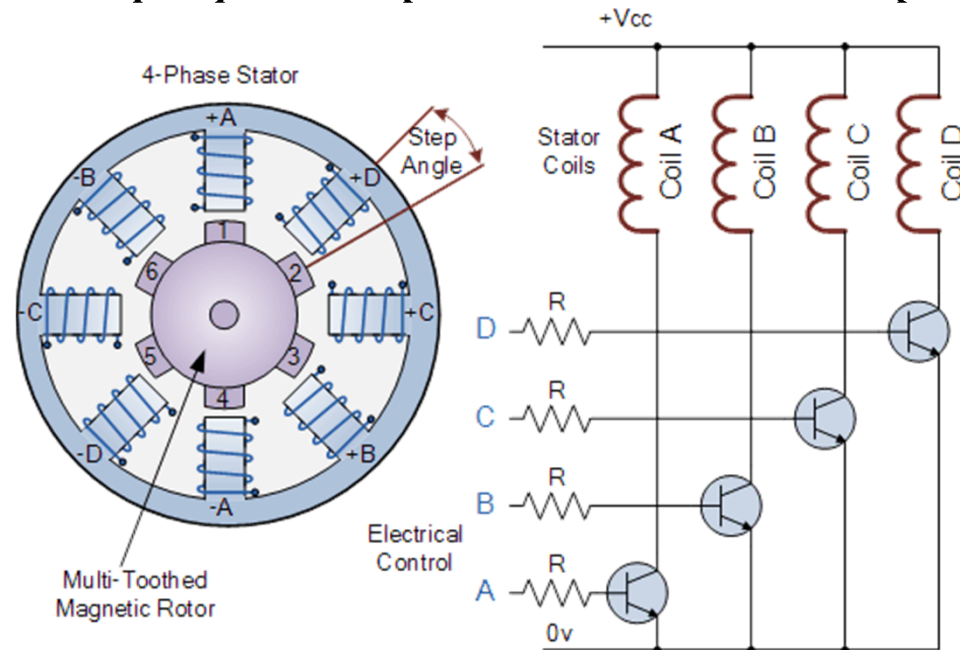 +Vcc
4-Phase Stator
+A
Step
Angle
Stator
Coils
Coil A
Coil B
Coil C
Coil D
-B
+D
1
6
2
-C
+C
5
3
4
-D
+B
-A
D
R
C
R
B
R
A
R
Electrical
Control
0v
Multi-Toothed
Magnetic Rotor